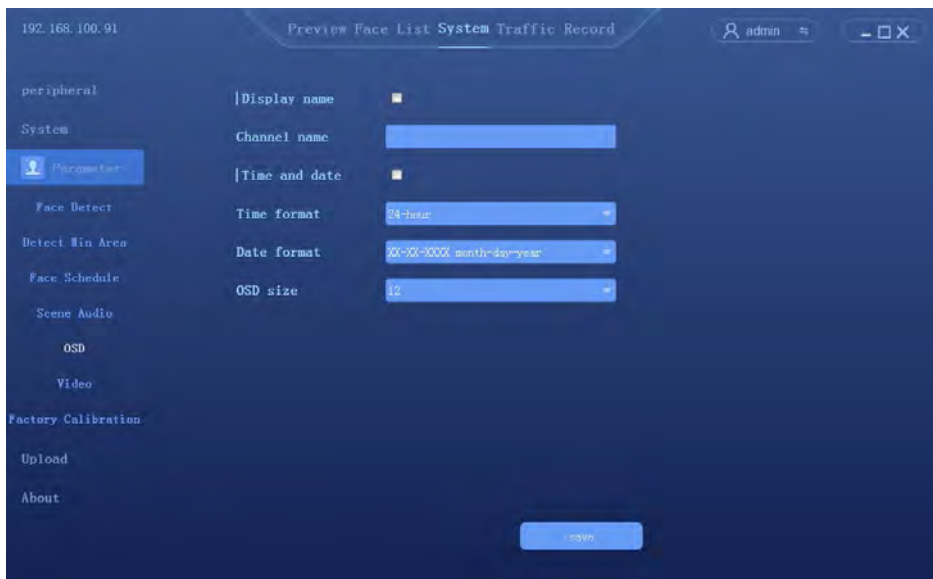 192.168.100.91
Preview Face List System Traffic Record
admin
peripheral
System
Parameter
Face Detect
Detect Min Area
Face Schedule
Scene Audio
OSD
Video
Factory Calibration
Upload
About
|Display name
Channel name
|Time and date
Time format
24-hour
Date format
XX-XX-XXXX month-day-year
OSD size
12
save